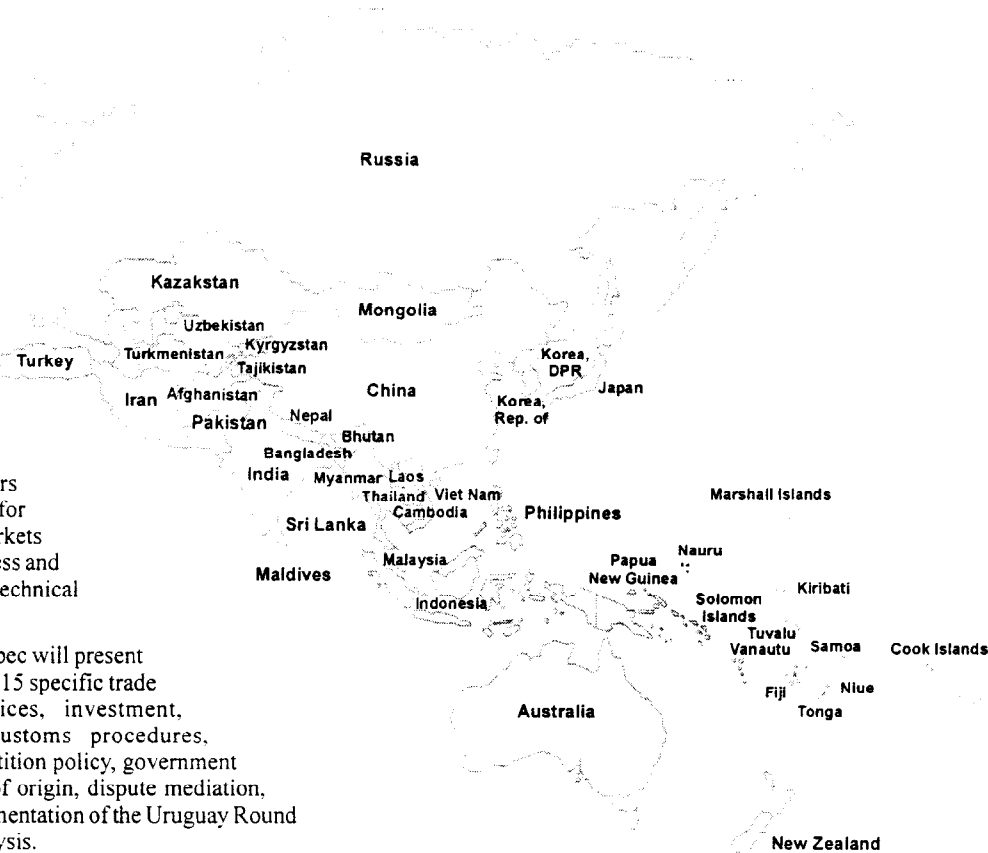 Russia
Kazakstan
Mongolia
Uzbekistan
Kyrgyzstan
Turkmenistan
Turkey
Tajikistan
Korea,
DPR
China
Japan
Iran
Afghanistan
Korea,
Rep. of
Pakistan
Nepal
Bhutan
Bangladesh
India
Myanmar
Laos
Thailand
Viet Nam
Cambodia
Philippines
Marshall Islands
Sri Lanka
Malaysia
Maldives
Indonesia
Papua
New Guinea
Nauru
Kiribati
Solomon
Islands
Tuvalu
Vanautu
Samoa
Cook Islands
Fiji
Niue
Tonga
Australia
New Zealand
rs
for
rkets
ess and
technical
pec will present
15 specific trade
ices, investment,
ustoms procedures,
tition policy, government
of origin, dispute mediation,
mentation of the Uruguay Round
ysis.